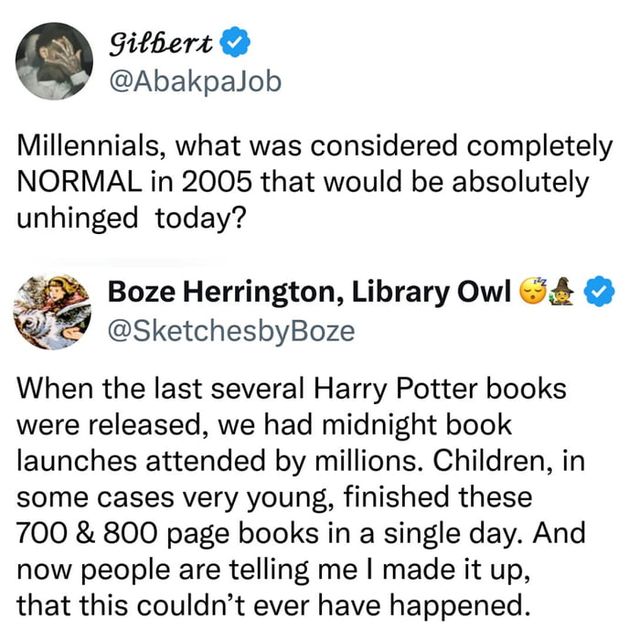 Gilbert
@AbakpaJob
Millennials, what was considered completely
NORMAL in 2005 that would be absolutely
unhinged today?
Boze Herrington, Library Owl 😴🧙
@SketchesbyBoze
When the last several Harry Potter books
were released, we had midnight book
launches attended by millions. Children, in
some cases very young, finished these
700 & 800 page books in a single day. And
now people are telling me I made it up,
that this couldn’t ever have happened.